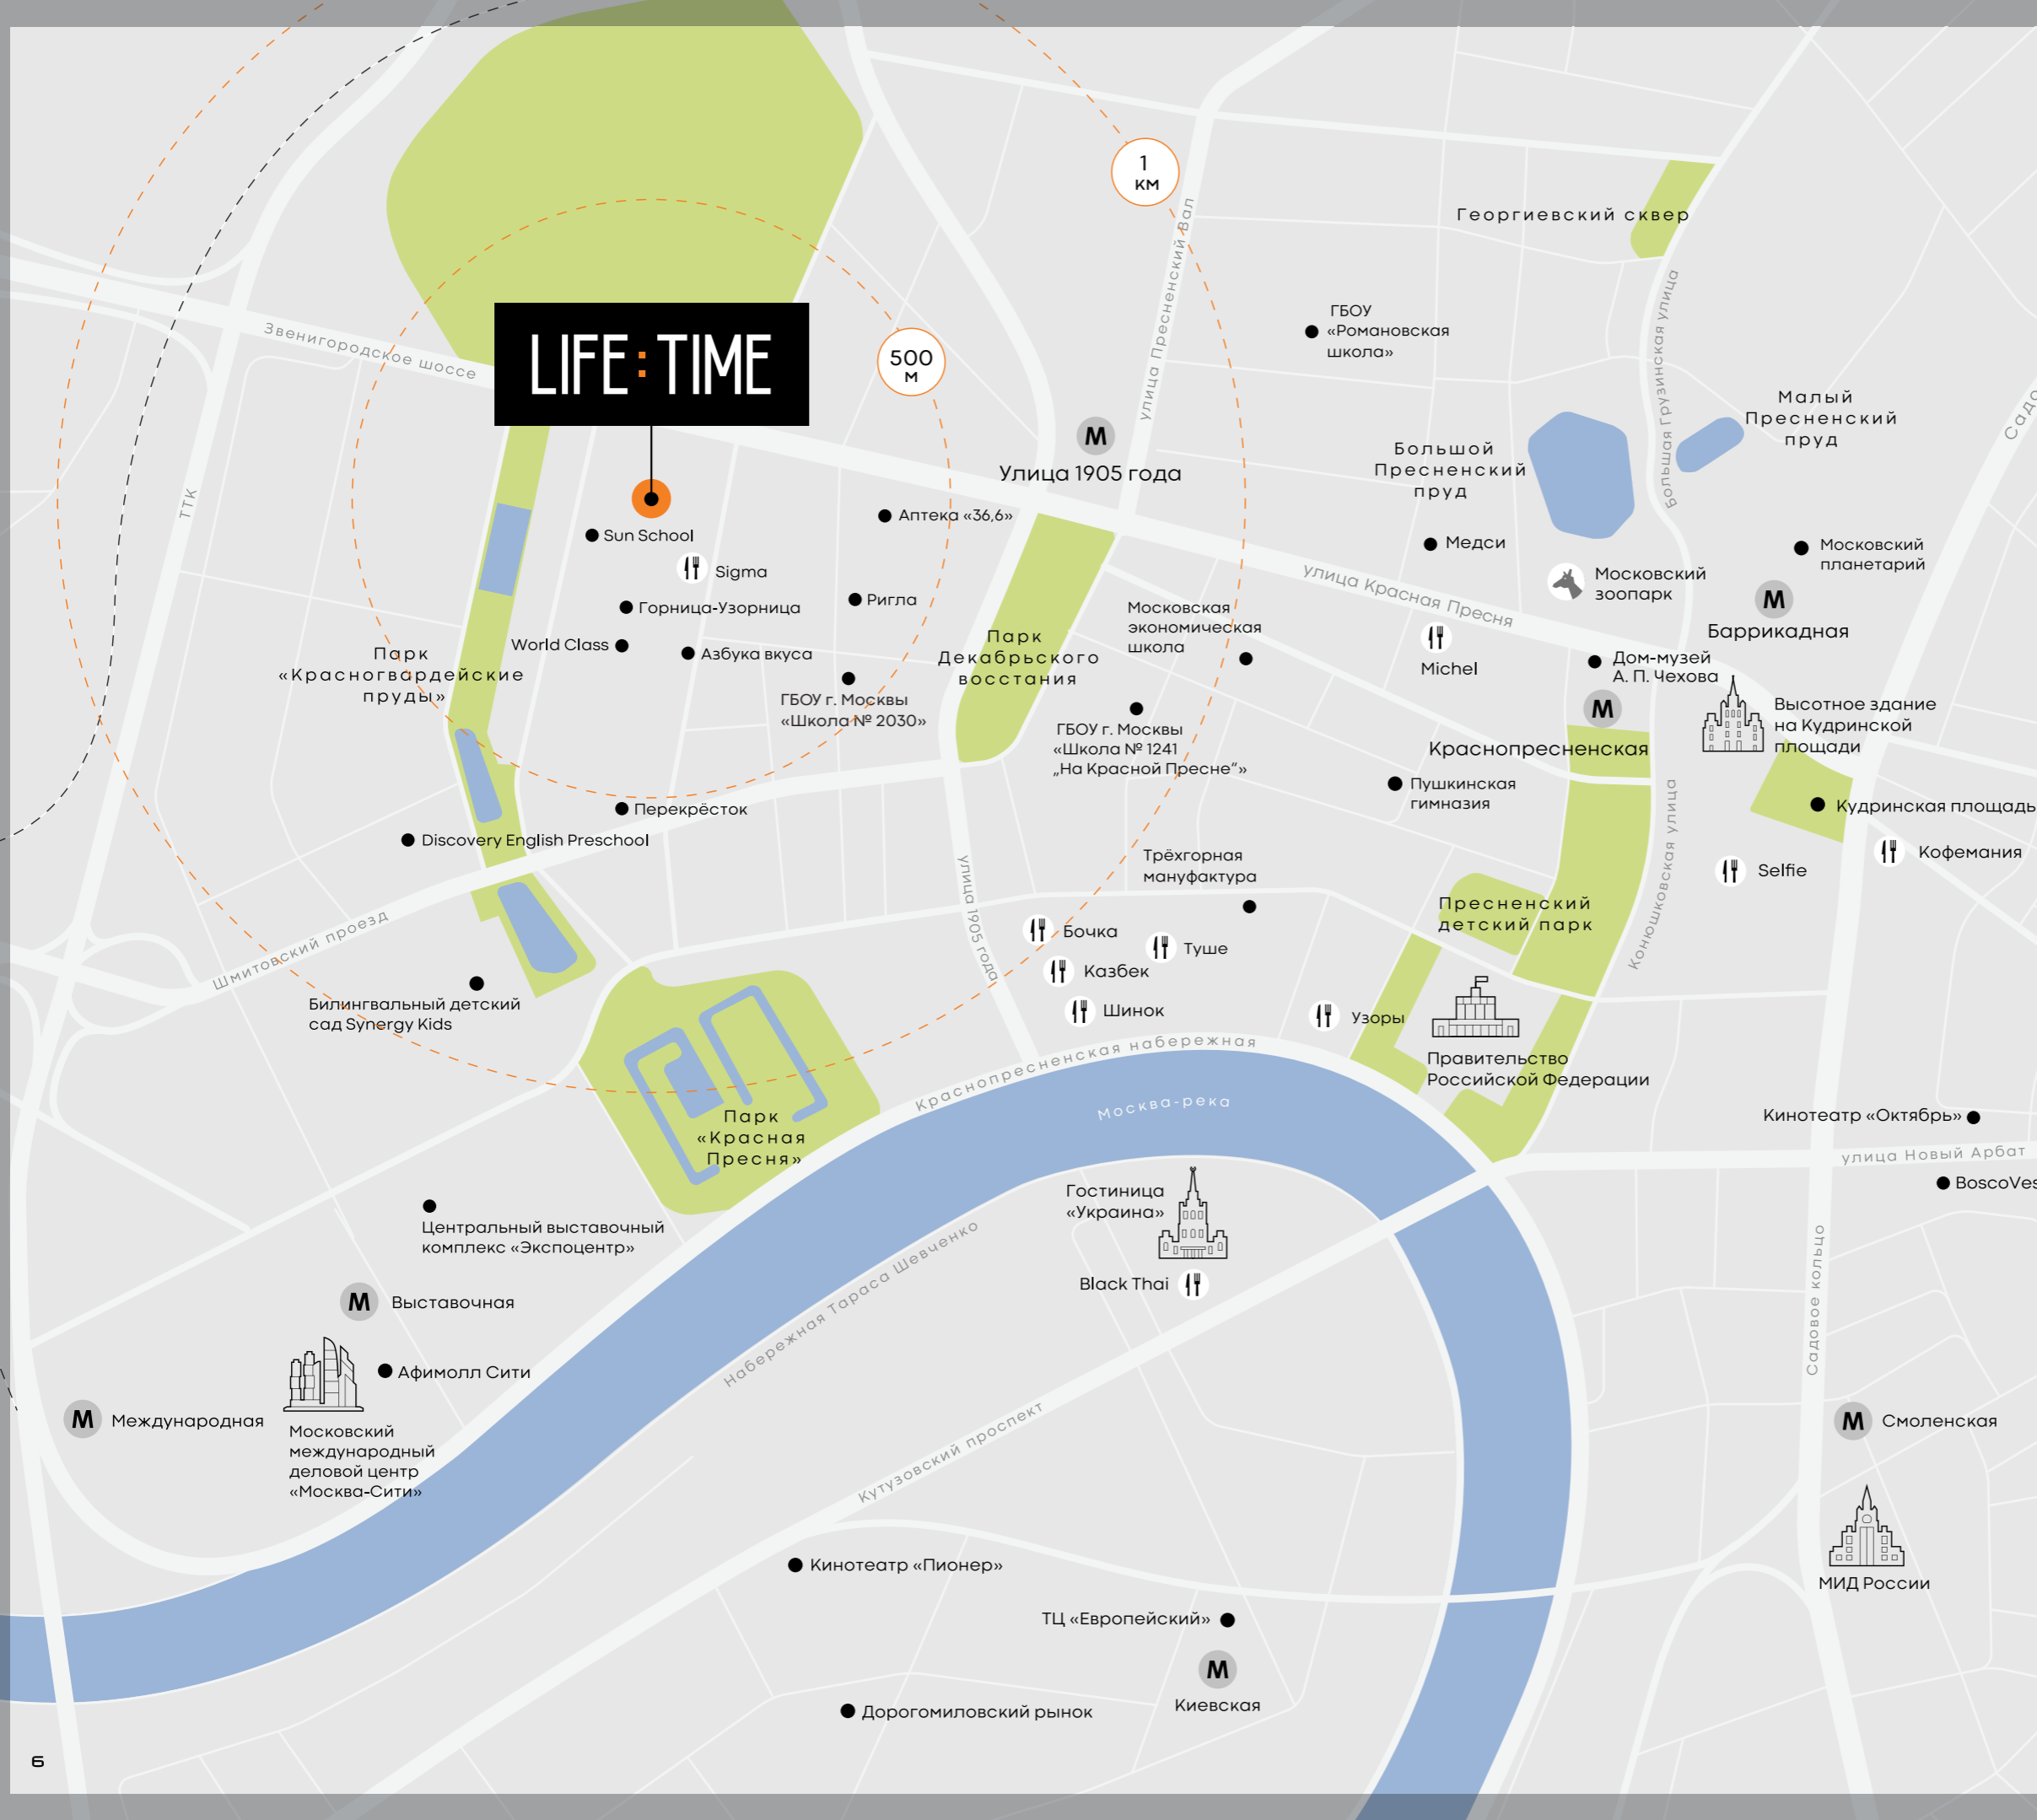 1
км
Георгиевский сквер
улица Пресненский Вал
Большая Грузинская улица
ГБОУ
«Романовская
школа»
Звенигородское шоссе
LIFE:TIME
500
м
Малый
Пресненский
пруд
Садо
М
Улица 1905 года
Большой
Пресненский
пруд
ТТК
Аптека «36,6»
Sun School
Медси
Московский
планетарий
Sigma
улица Красная Пресня
Московский
зоопарк
М
Баррикадная
Горница-Узорница
Ригла
Московская
экономическая
школа
World Class
Азбука вкуса
Парк
«Красногвардейские
пруды»
Парк
Декабрьского
восстания
Michel
Дом-музей
А. П. Чехова
ГБОУ г. Москвы
«Школа № 2030»
М
Краснопресненская
Высотное здание
на Кудринской
площади
ГБОУ г. Москвы
«Школа № 1241
„На Красной Пресне“»
Пушкинская
гимназия
Кудринская площадь
Перекрёсток
Discovery English Preschool
Конюшковская улица
Трёхгорная
мануфактура
Selfie
Кофемания
улица 1905 года
Пресненский
детский парк
Бочка
Туше
Шмитовский проезд
Казбек
Билингвальный детский
сад Synergy Kids
Шинок
Узоры
Краснопресненская набережная
Правительство
Российской Федерации
Москва-река
Парк
«Красная
Пресня»
Кинотеатр «Октябрь»
улица Новый Арбат
BoscoVes
Гостиница
«Украина»
Центральный выставочный
комплекс «Экспоцентр»
Набережная Тараса Шевченко
Black Thai
Садовое кольцо
М
Выставочная
Афимолл Сити
М
Международная
Московский
международный
деловой центр
«Москва-Сити»
Кутузовский проспект
М
Смоленская
МИД России
Кинотеатр «Пионер»
ТЦ «Европейский»
М
Киевская
Дорогомиловский рынок
6